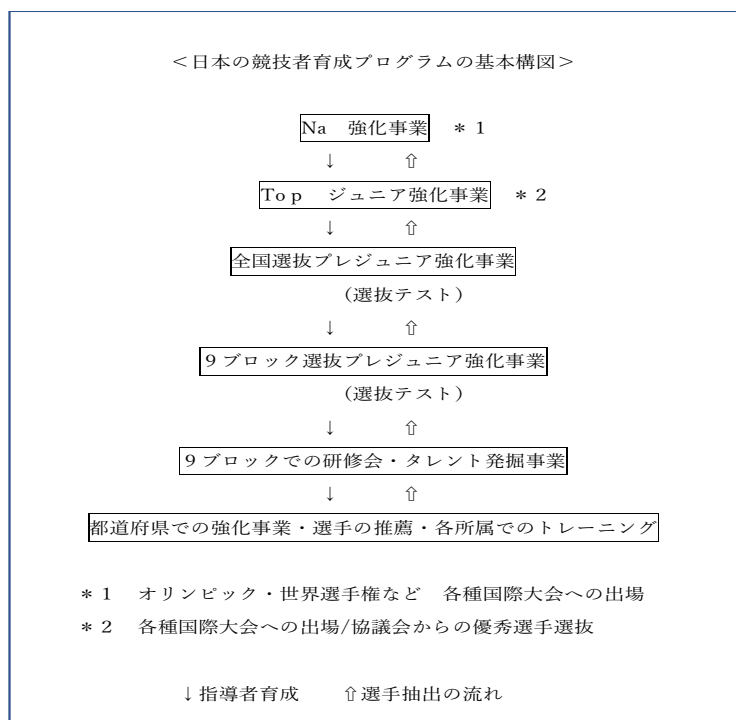 ＜日本の競技者育成プログラムの基本構図＞
Na　強化事業　＊１
↓　⇧
Top　ジュニア強化事業　＊２
↓　⇧
全国選抜プレジュニア強化事業
（選抜テスト）
↓　⇧
９ブロック選抜プレジュニア強化事業
（選抜テスト）
↓　⇧
９ブロックでの研修会・タレント発掘事業
↓　⇧
都道府県での強化事業・選手の推薦・各所属でのトレーニング
＊１　オリンピック・世界選手権など　各種国際大会への出場
＊２　各種国際大会への出場/協議会からの優秀選手選抜
↓指導者育成　⇧選手抽出の流れ